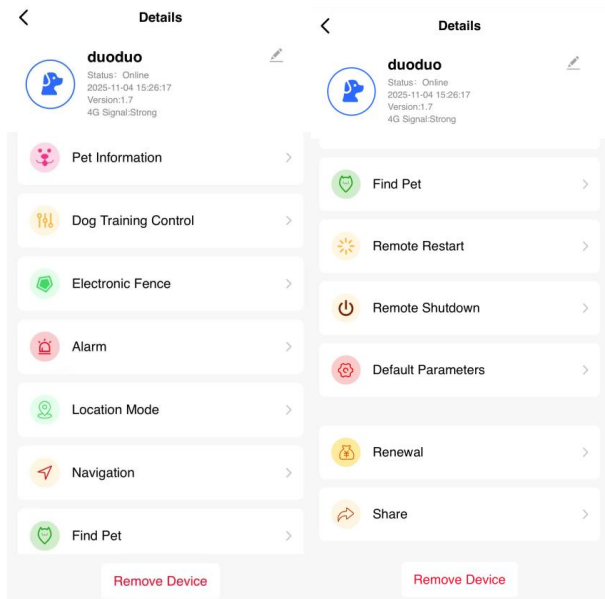 Details
duoduo
Status: Online
2025-11-04 15:26:17
Version:1.7
4G Signal:Strong
Pet Information
Dog Training Control
Electronic Fence
Alarm
Location Mode
Navigation
Find Pet
Remove Device
Details
duoduo
Status: Online
2025-11-04 15:26:17
Version:1.7
4G Signal:Strong
Find Pet
Remote Restart
Remote Shutdown
Default Parameters
Renewal
Share
Remove Device